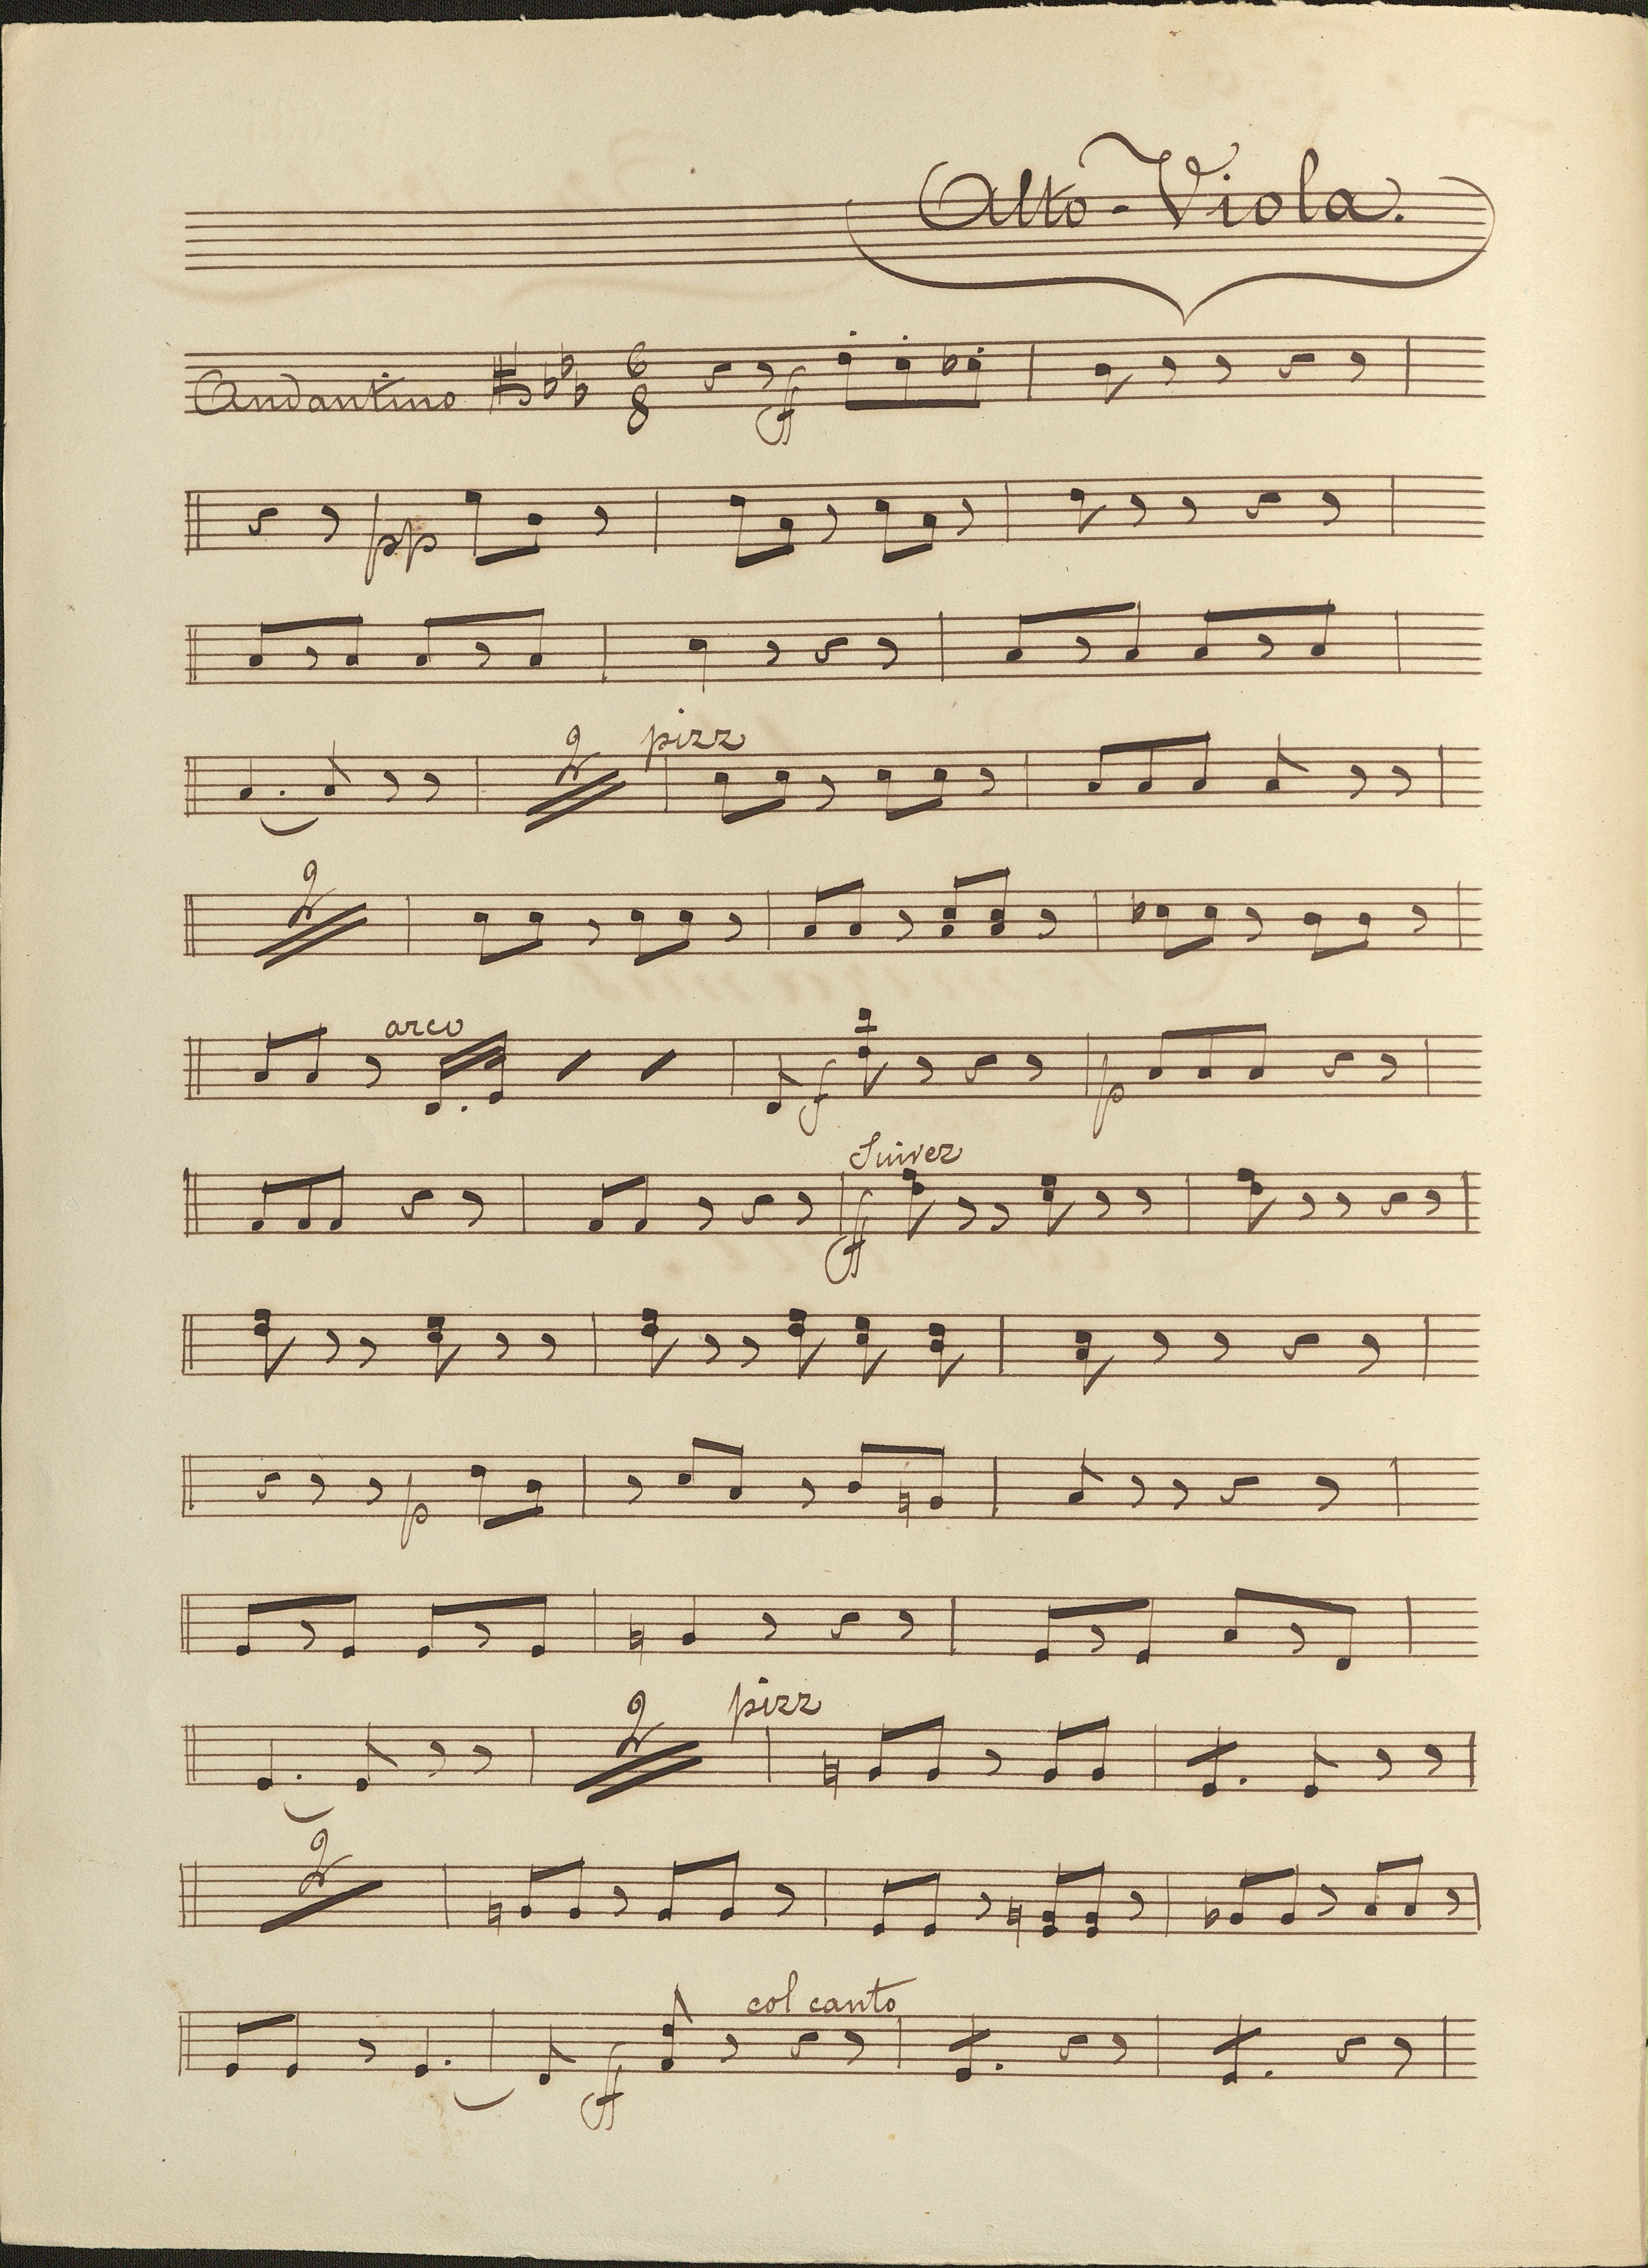 Alto-Viola.
Andantino 6 8 ff
pp
2 pizz
2
arco
f p
Suivez
ff
p
2 pizz
2
col canto
ff